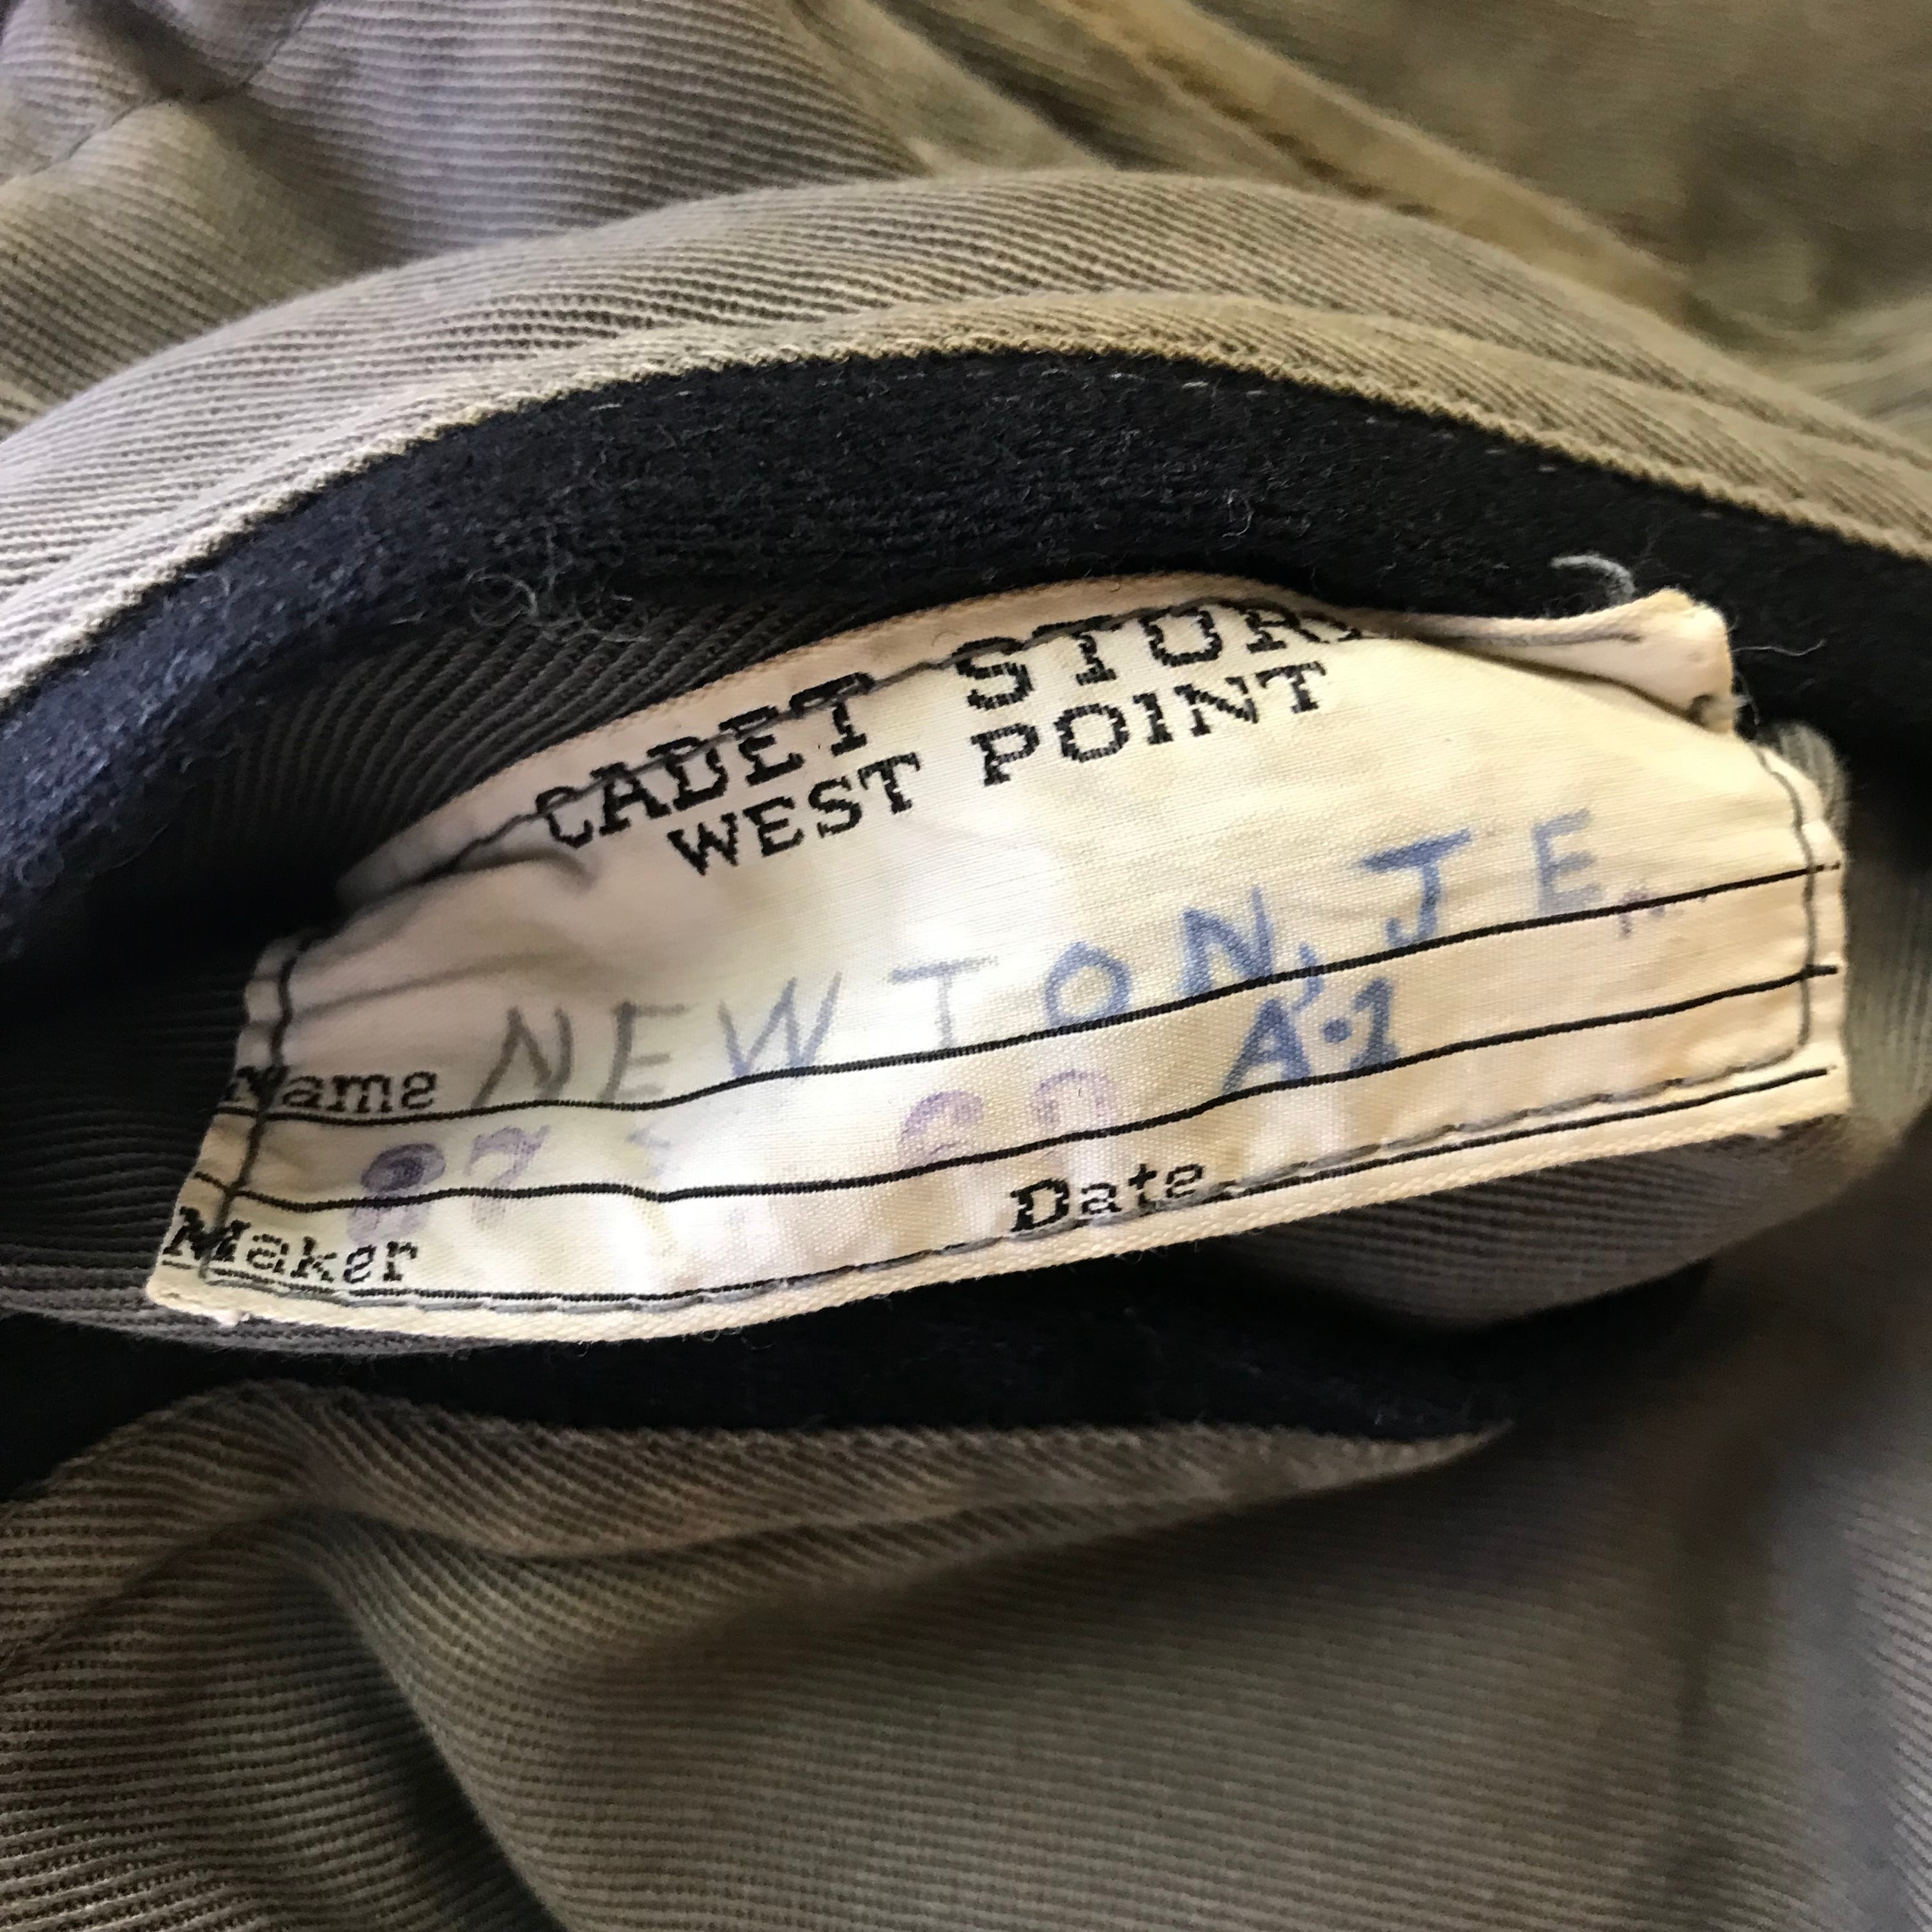 CADET STORE
WEST POINT
Name NEWTON, J E
A·1
Maker Date